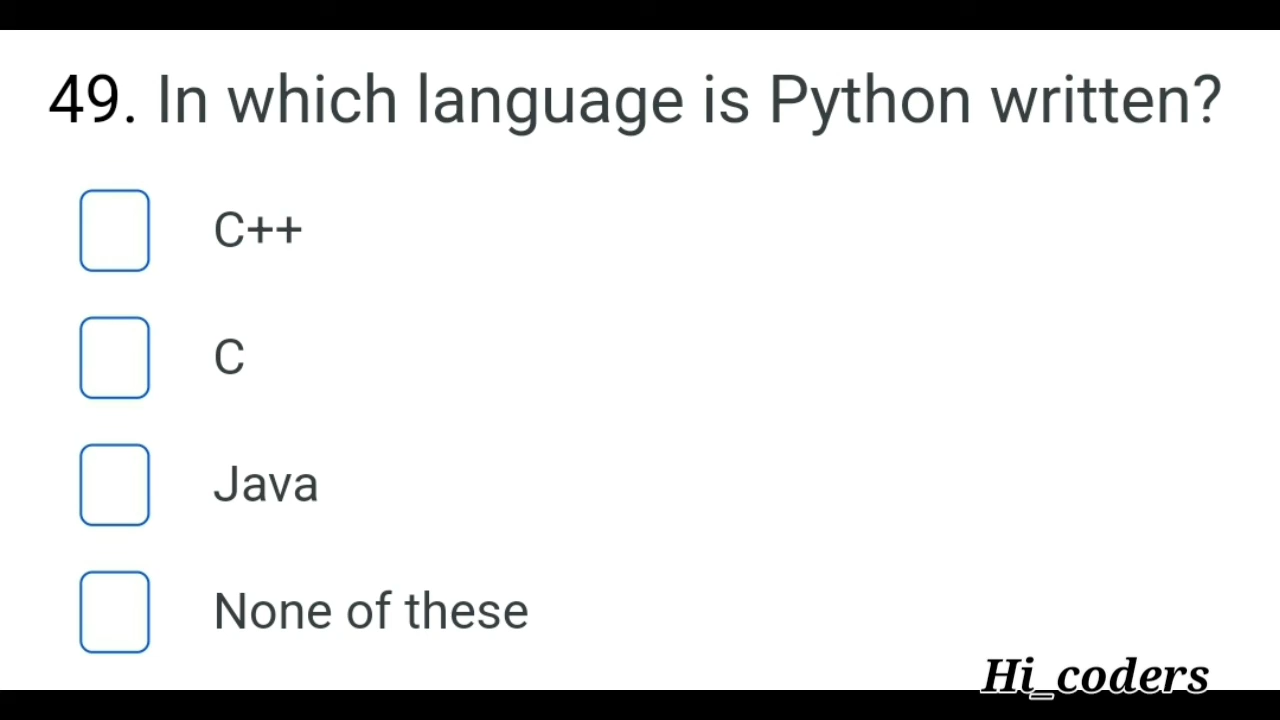 49. In which language is Python written?
C++
C
Java
None of these
Hi_coders